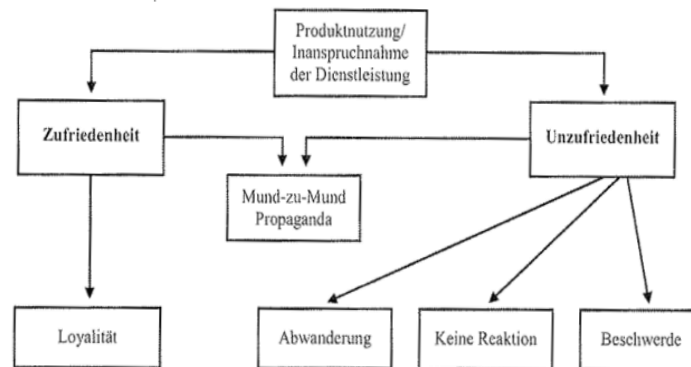 Produktnutzung/
Inanspruchnahme
der Dienstleistung
Zufriedenheit
Unzufriedenheit
Mund-zu-Mund
Propaganda
Loyalität
Abwanderung
Keine Reaktion
Beschwerde